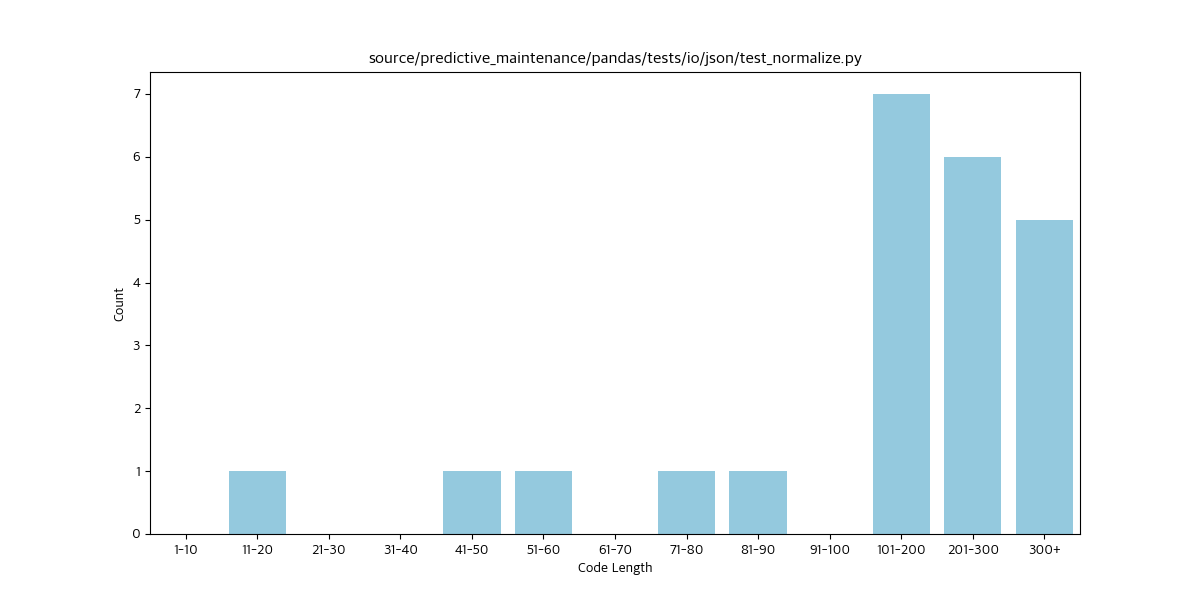 source/predictive_maintenance/pandas/tests/io/json/test_normalize.py
7
6
5
4
3
2
1
0
Count
1-10 11-20 21-30 31-40 41-50 51-60 61-70 71-80 81-90 91-100 101-200 201-300 300+
Code Length